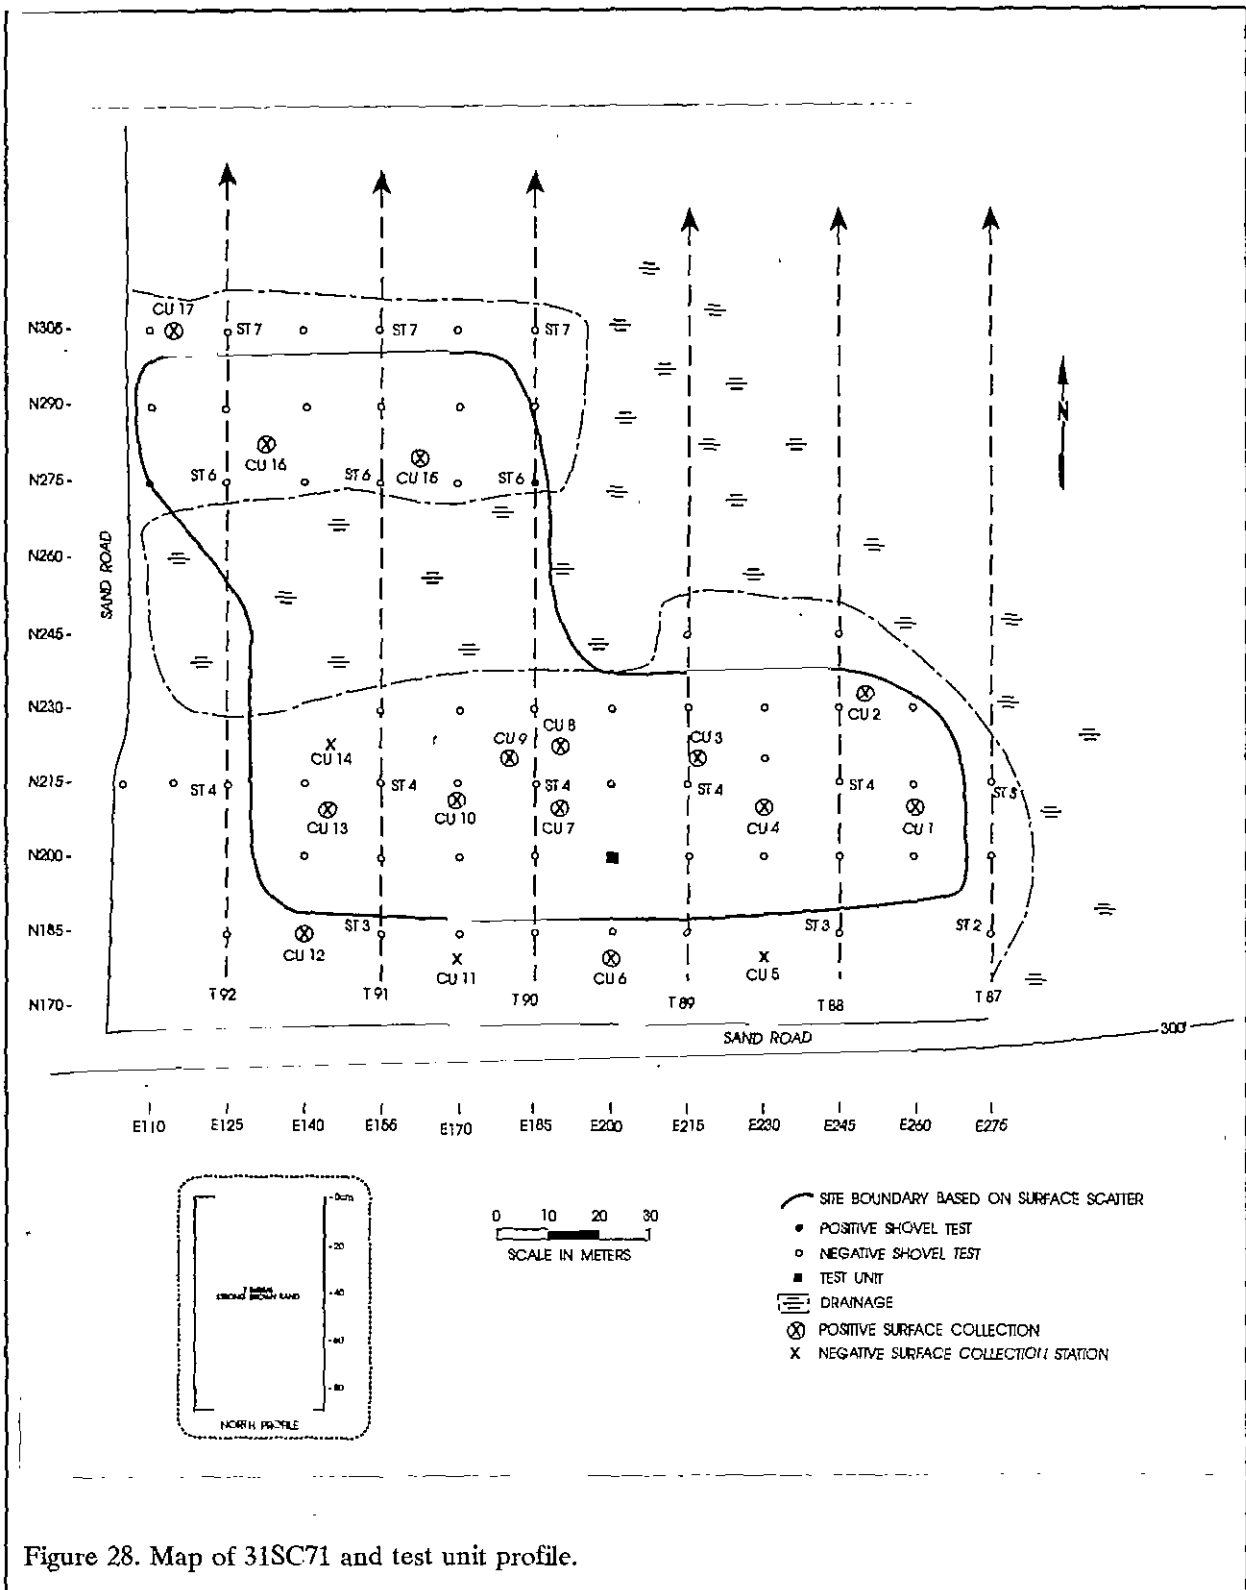 CU 17
N305-
ST 7
ST 7
ST 7
N290-
N
CU 16
CU 15
N275-
ST 6
ST 6
ST 6
N260-
SAND ROAD
N245-
N230-
CU 2
CU 8
CU 9
CU 3
CU 14
N215-
ST 4
ST 4
ST 4
ST 4
ST 4
CU 13
CU 10
CU 7
CU 4
CU 1
N200-
N185-
ST 3
ST 3
ST 2
CU 12
CU 11
CU 6
CU 5
N170-
T 92
T 91
T 90
T 89
T 88
T 87
SAND ROAD
300'
E110
E125
E140
E170
E185
E200
E215
E230
E245
E260
E275
-0cm
-20
-40
-60
-80
STRONG BROWN SAND
NORTH PROFILE
0 10 20 30
SCALE IN METERS
SITE BOUNDARY BASED ON SURFACE SCATTER
POSITIVE SHOVEL TEST
NEGATIVE SHOVEL TEST
TEST UNIT
DRAINAGE
POSITIVE SURFACE COLLECTION
X NEGATIVE SURFACE COLLECTION STATION
Figure 28. Map of 31SC71 and test unit profile.